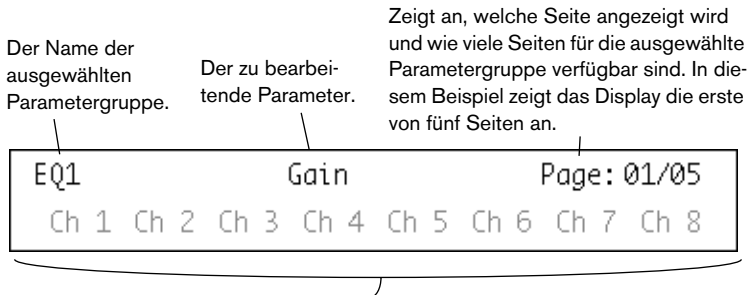 Der Name der
ausgewählten
Parametergruppe.
Der zu bearbei-
tende Parameter.
Zeigt an, welche Seite angezeigt wird
und wie viele Seiten für die ausgewählte
Parametergruppe verfügbar sind. In die-
sem Beispiel zeigt das Display die erste
von fünf Seiten an.
EQ1 Gain Page: 01/05
Ch 1 Ch 2 Ch 3 Ch 4 Ch 5 Ch 6 Ch 7 Ch 8